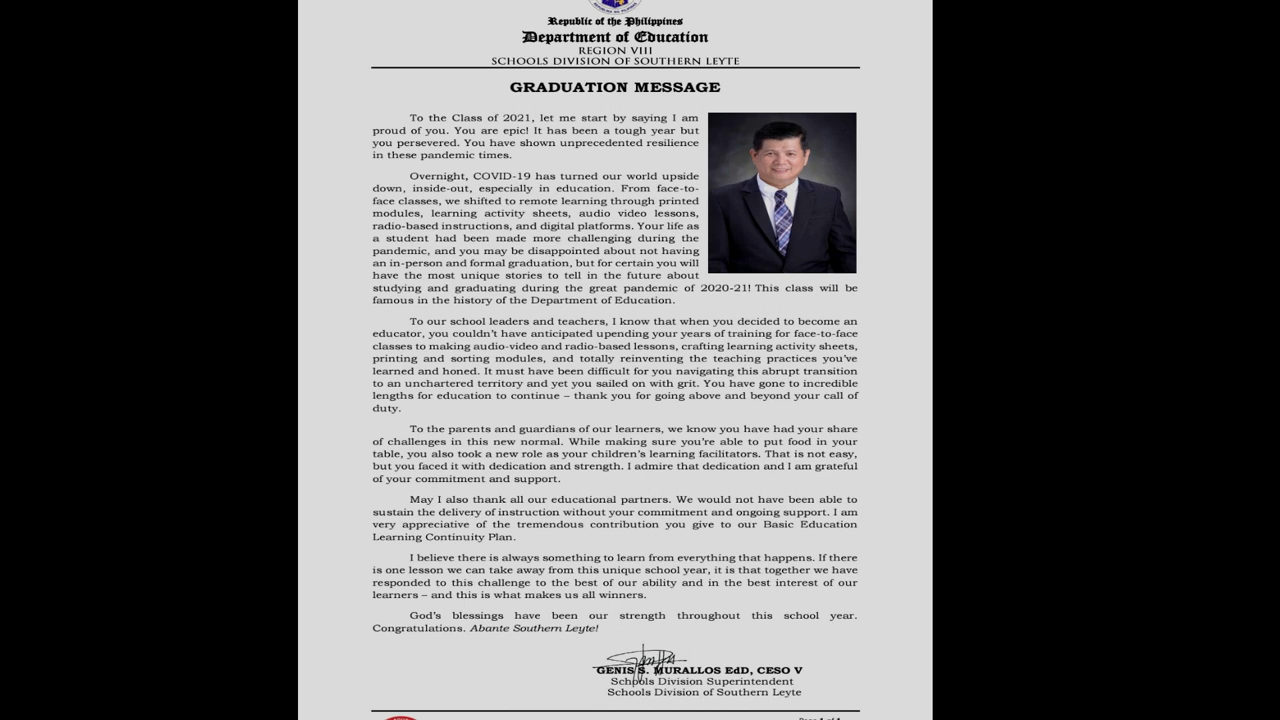 Republic of the Philippines
Department of Education
REGION VIII
SCHOOLS DIVISION OF SOUTHERN LEYTE
GRADUATION MESSAGE
To the Class of 2021, let me start by saying I am
proud of you. You are epic! It has been a tough year but
you persevered. You have shown unprecedented resilience
in these pandemic times.
Overnight, COVID-19 has turned our world upside
down, inside-out, especially in education. From face-to-
face classes, we shifted to remote learning through printed
modules, learning activity sheets, audio video lessons,
radio-based instructions, and digital platforms. Your life as
a student had been made more challenging during the
pandemic, and you may be disappointed about not having
an in-person and formal graduation, but for certain you will
have the most unique stories to tell in the future about
studying and graduating during the great pandemic of 2020-21! This class will be
famous in the history of the Department of Education.
To our school leaders and teachers, I know that when you decided to become an
educator, you couldn't have anticipated upending your years of training for face-to-face
classes to making audio-video and radio-based lessons, crafting learning activity sheets,
printing and sorting modules, and totally reinventing the teaching practices you've
learned and honed. It must have been difficult for you navigating this abrupt transition
to an unchartered territory and yet you sailed on with grit. You have gone to incredible
lengths for education to continue – thank you for going above and beyond your call of
duty.
To the parents and guardians of our learners, we know you have had your share
of challenges in this new normal. While making sure you're able to put food in your
table, you also took a new role as your children's learning facilitators. That is not easy,
but you faced it with dedication and strength. I admire that dedication and I am grateful
of your commitment and support.
May I also thank all our educational partners. We would not have been able to
sustain the delivery of instruction without your commitment and ongoing support. I am
very appreciative of the tremendous contribution you give to our Basic Education
Learning Continuity Plan.
I believe there is always something to learn from everything that happens. If there
is one lesson we can take away from this unique school year, it is that together we have
responded to this challenge to the best of our ability and in the best interest of our
learners – and this is what makes us all winners.
God's blessings have been our strength throughout this school year.
Congratulations. Abante Southern Leyte!
GENIS S. MURALLOS EdD, CESO V
Schools Division Superintendent
Schools Division of Southern Leyte